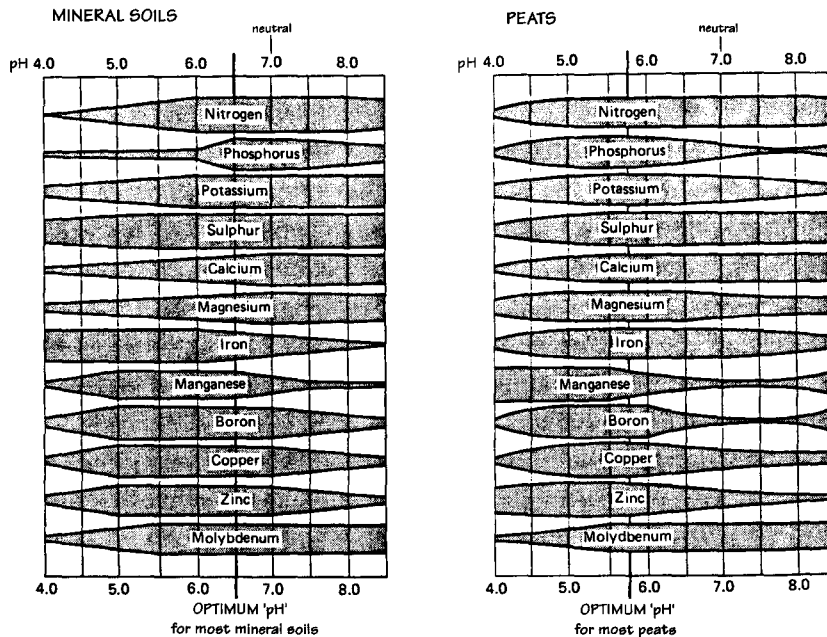 MINERAL SOILS
neutral
pH 4.0 5.0 6.0 7.0 8.0
Nitrogen
Phosphorus
Potassium
Sulphur
Calcium
Magnesium
Iron
Manganese
Boron
Copper
Zinc
Molybdenum
4.0 5.0 6.0 7.0 8.0
OPTIMUM 'pH'
for most mineral soils
PEATS
neutral
pH 4.0 5.0 6.0 7.0 8.0
Nitrogen
Phosphorus
Potassium
Sulphur
Calcium
Magnesium
Iron
Manganese
Boron
Copper
Zinc
Molydbenum
4.0 5.0 6.0 7.0 8.0
OPTIMUM 'pH'
for most peats